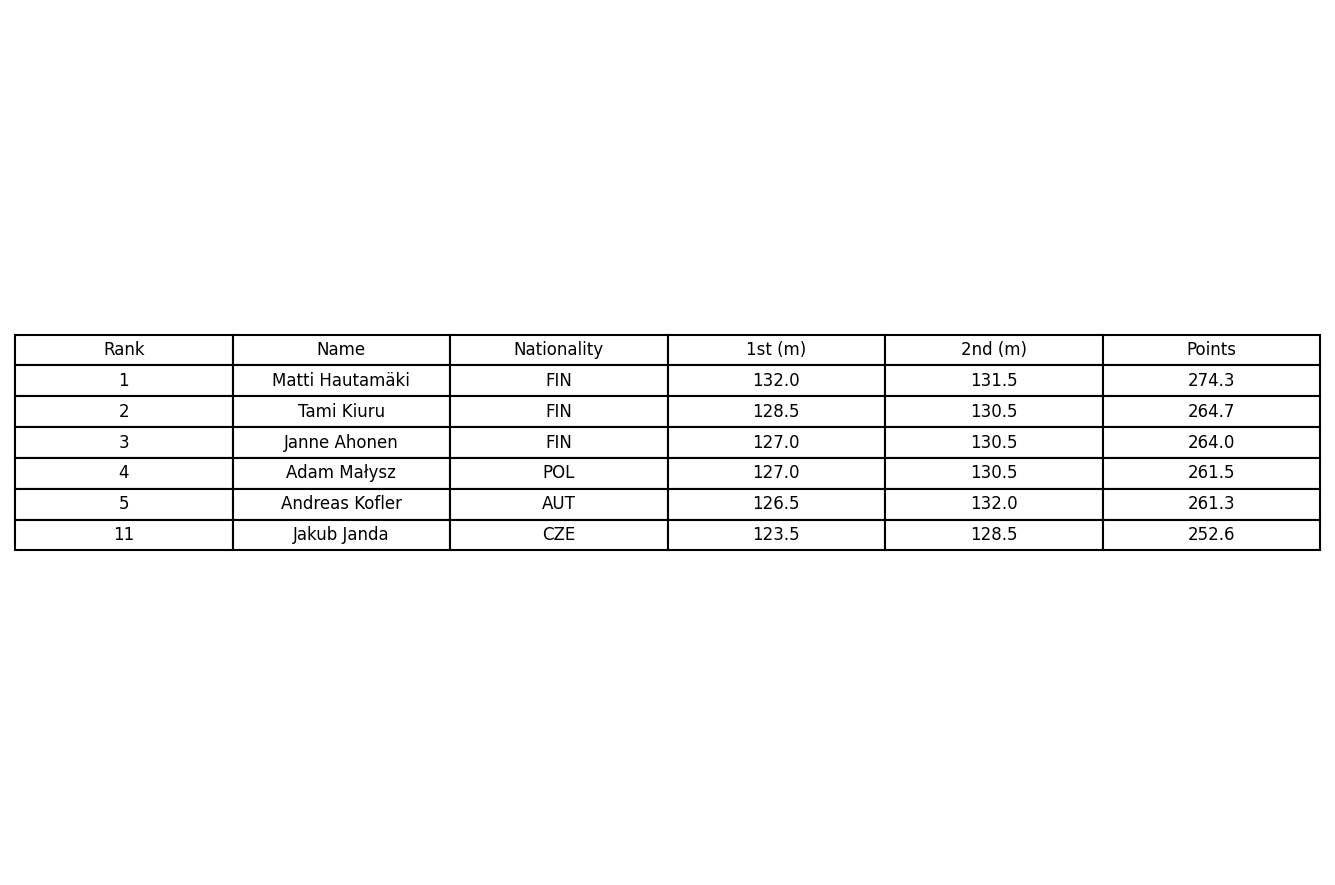 Rank Name Nationality 1st (m) 2nd (m) Points
1 Matti Hautamäki FIN 132.0 131.5 274.3
2 Tami Kiuru FIN 128.5 130.5 264.7
3 Janne Ahonen FIN 127.0 130.5 264.0
4 Adam Małysz POL 127.0 130.5 261.5
5 Andreas Kofler AUT 126.5 132.0 261.3
11 Jakub Janda CZE 123.5 128.5 252.6